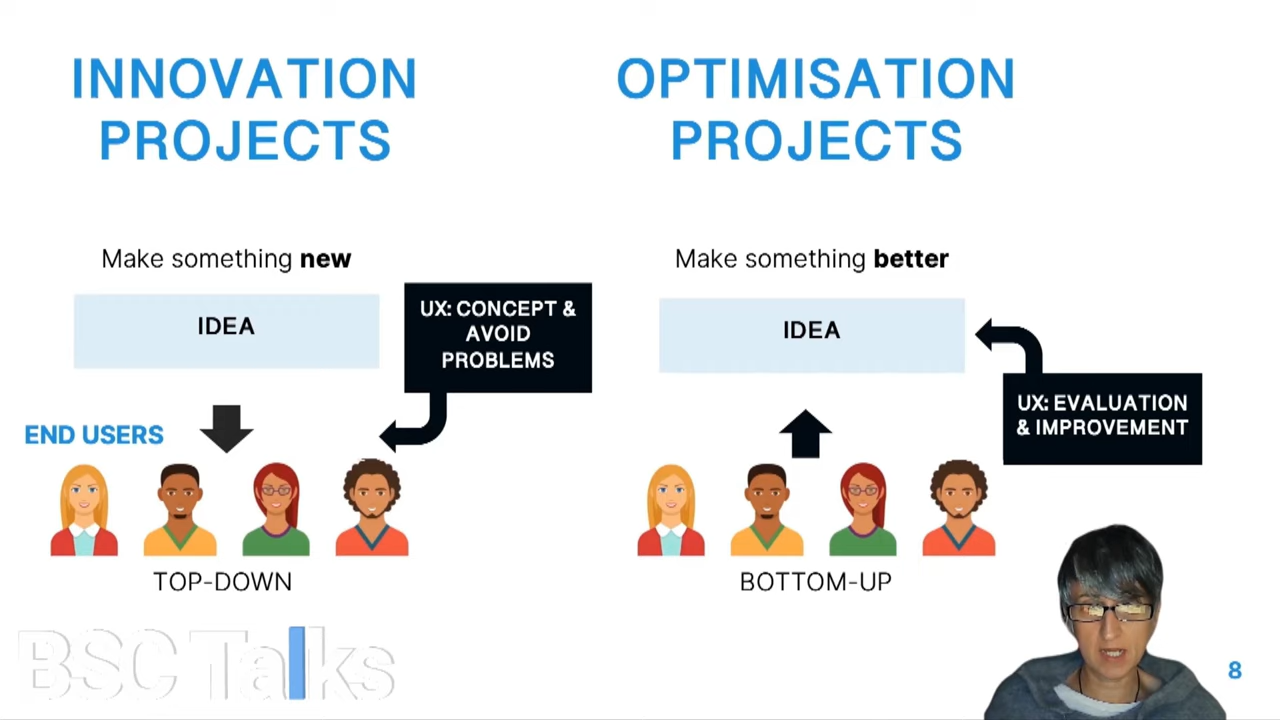 INNOVATION
PROJECTS
Make something new
IDEA
UX: CONCEPT &
AVOID
PROBLEMS
END USERS
TOP-DOWN
OPTIMISATION
PROJECTS
Make something better
IDEA
UX: EVALUATION
& IMPROVEMENT
BOTTOM-UP
BSC Talks
8